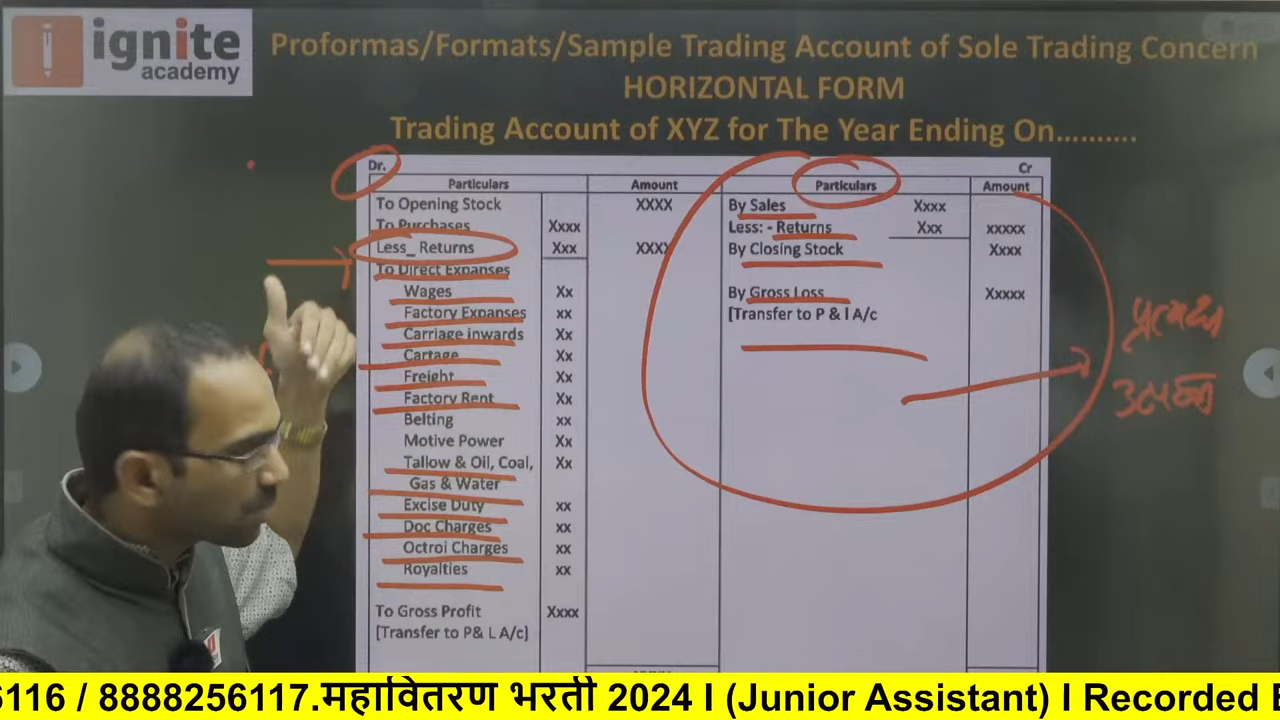 ignite
academy
Proformas/Formats/Sample Trading Account of Sole Trading Concern
HORIZONTAL FORM
Trading Account of XYZ for The Year Ending On..........
Dr. Cr
Particulars Amount Particulars Amount
To Opening Stock XXXX By Sales Xxxx
To Purchases Xxxx Less: - Returns Xxx xxxxx
Less_ Returns Xxx XXXX By Closing Stock Xxxx
To Direct Expanses
Wages Xx By Gross Loss Xxxxx
Factory Expanses xx [Transfer to P & l A/c
Carriage inwards Xx
Cartage Xx
Freight Xx
Factory Rent Xx
Belting xx
Motive Power Xx
Tallow & Oil, Coal, Xx
Gas & Water
Excise Duty xx
Doc Charges xx
Octroi Charges xx
Royalties xx
To Gross Profit Xxxx
[Transfer to P& L A/c]
6116 / 8888256117.महावितरण भरती 2024 I (Junior Assistant) I Recorded